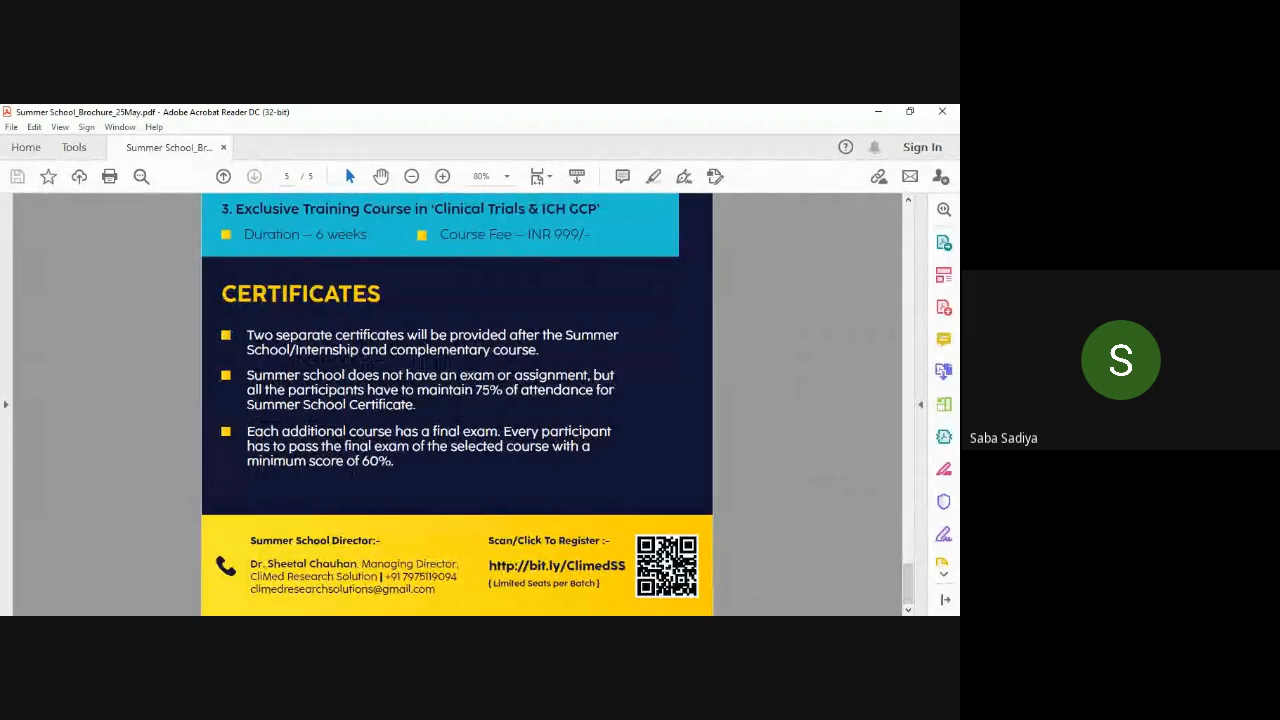 Summer School_Brochure_25May.pdf - Adobe Acrobat Reader DC (32-bit)
File Edit View Sign Window Help
Home Tools Summer School_Br... × Sign In
5 / 5 80%
3. Exclusive Training Course in ‘Clinical Trials & ICH GCP’
Duration – 6 weeks Course Fee – INR 999/-
CERTIFICATES
Two separate certificates will be provided after the Summer
School/Internship and complementary course.
Summer school does not have an exam or assignment, but
all the participants have to maintain 75% of attendance for
Summer School Certificate.
Each additional course has a final exam. Every participant
has to pass the final exam of the selected course with a
minimum score of 60%.
Summer School Director:-
Dr. Sheetal Chauhan, Managing Director,
CliMed Research Solution | +91 7975119094
climedresearchsolutions@gmail.com
Scan/Click To Register :-
http://bit.ly/ClimedSS
( Limited Seats per Batch )
S
Saba Sadiya